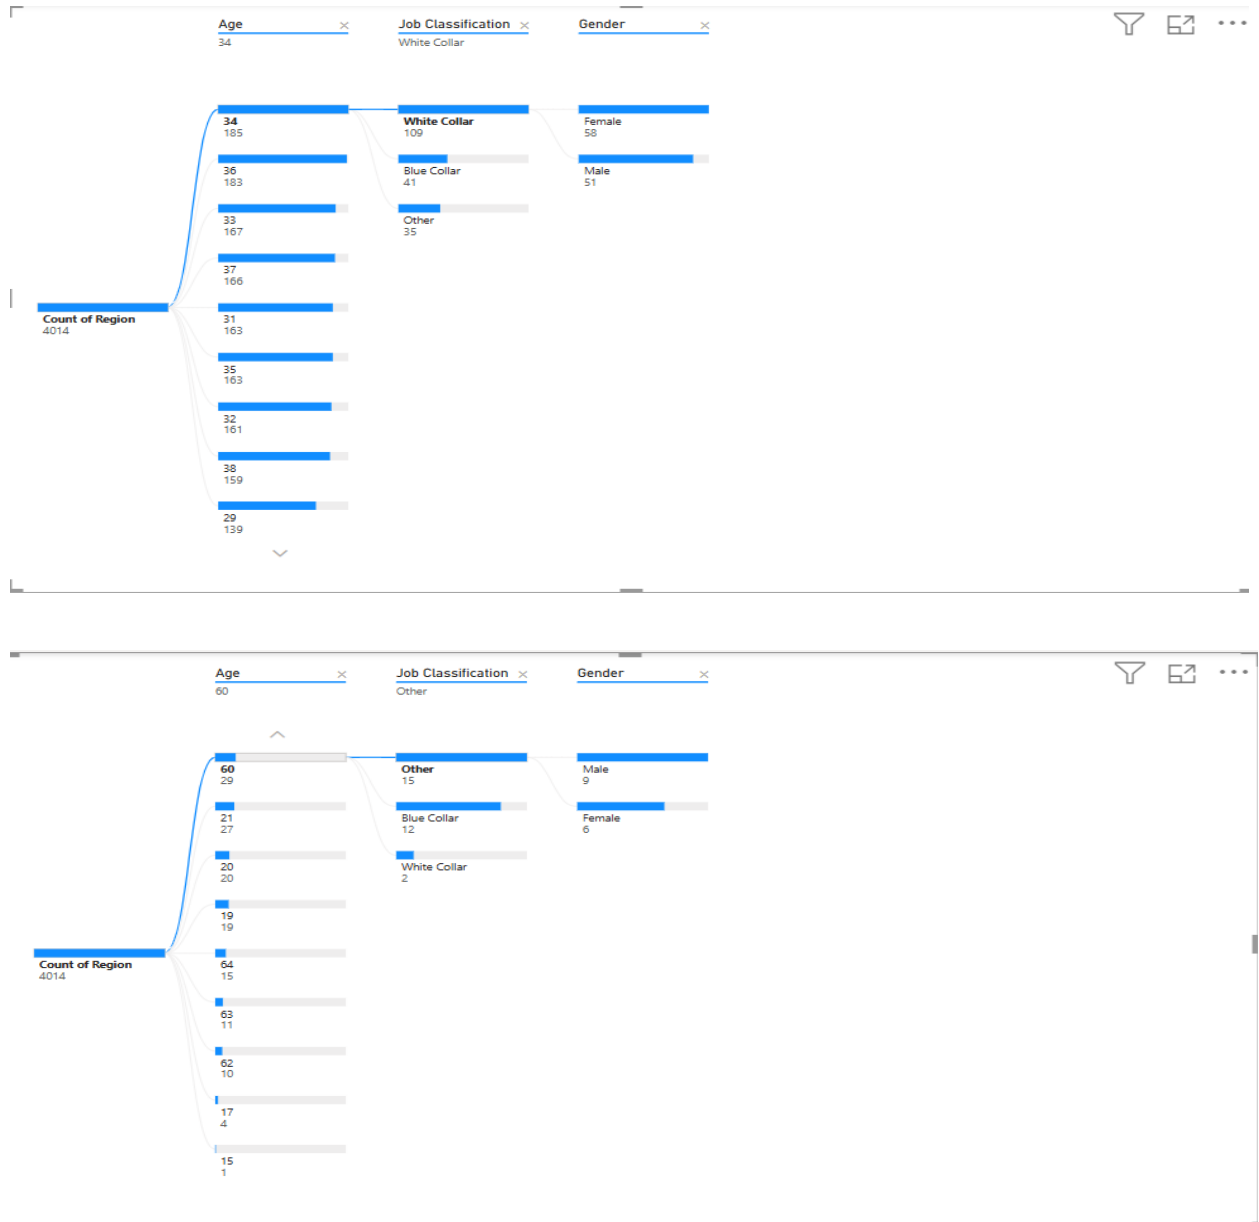 Age
Job Classification
Gender
34
White Collar
34
185
White Collar
109
Female
58
36
183
Blue Collar
41
Male
51
33
167
Other
35
37
166
Count of Region
4014
31
163
35
163
32
161
38
159
29
139
Age
Job Classification
Gender
60
Other
60
29
Other
15
Male
9
21
27
Blue Collar
12
Female
6
20
20
White Collar
2
19
19
Count of Region
4014
64
15
63
11
62
10
17
4
15
1